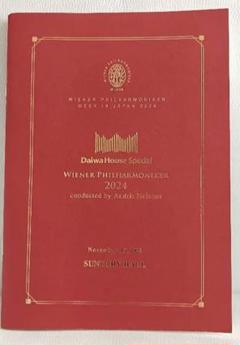 WIENER PHILHARMONIKER
WEEK IN JAPAN 2024
Daiwa House Special
WIENER PHILHARMONIKER
2024
conducted by Andris Nelsons
SUNTORY HALL